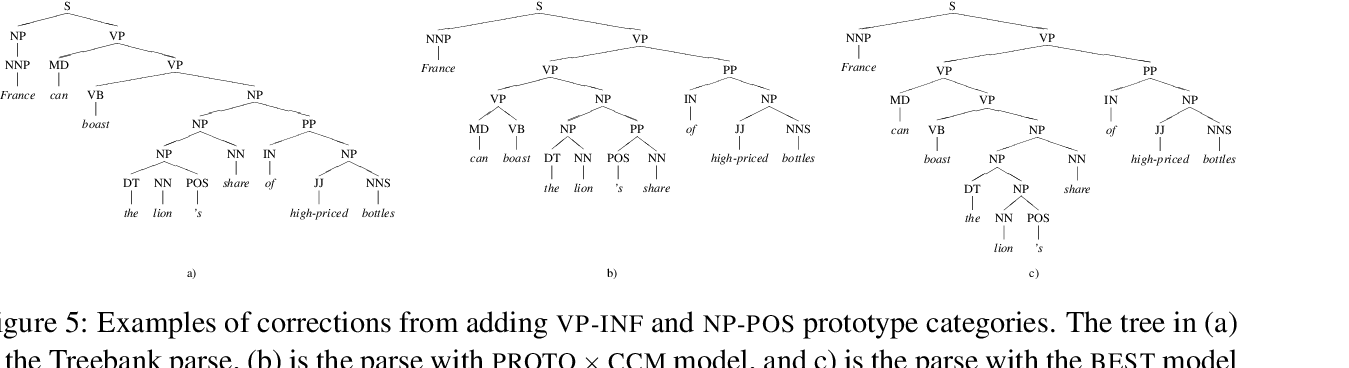 S
NP VP
NNP MD VP
France can VB NP
boast NP PP
NP NN IN NP
DT NN POS share of JJ NNS
the lion 's high-priced bottles
a)
S
NNP VP
France VP PP
VP NP IN NP
MD VB NP PP of JJ NNS
can boast DT NN POS NN high-priced bottles
the lion 's share
b)
S
NNP VP
France VP PP
MD VP IN NP
can VB NP of JJ NNS
boast NP NN high-priced bottles
DT NP share
the NN POS
lion 's
c)
igure 5: Examples of corrections from adding VP-INF and NP-POS prototype categories. The tree in (a)
the Treebank parse, (b) is the parse with PROTO × CCM model, and c) is the parse with the BEST model